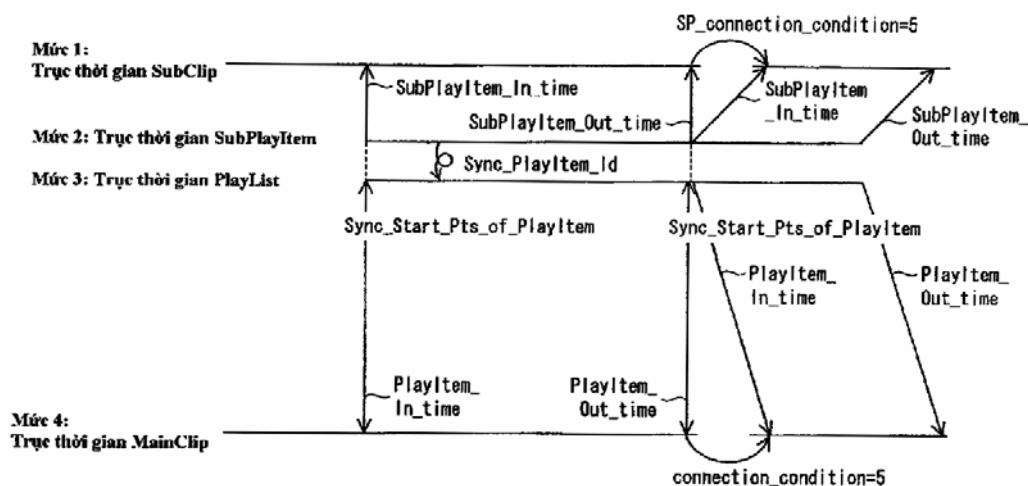 SP_connection_condition=5
Mức 1:
Trục thời gian SubClip
SubPlayItem_In_time
SubPlayItem
_In_time
SubPlayItem_Out_time
SubPlayItem_
Out_time
Mức 2: Trục thời gian SubPlayItem
Sync_PlayItem_Id
Mức 3: Trục thời gian PlayList
Sync_Start_Pts_of_PlayItem
Sync_Start_Pts_of_PlayItem
PlayItem_
In_time
PlayItem_
Out_time
PlayItem_
In_time
PlayItem_
Out_time
Mức 4:
Trục thời gian MainClip
connection_condition=5